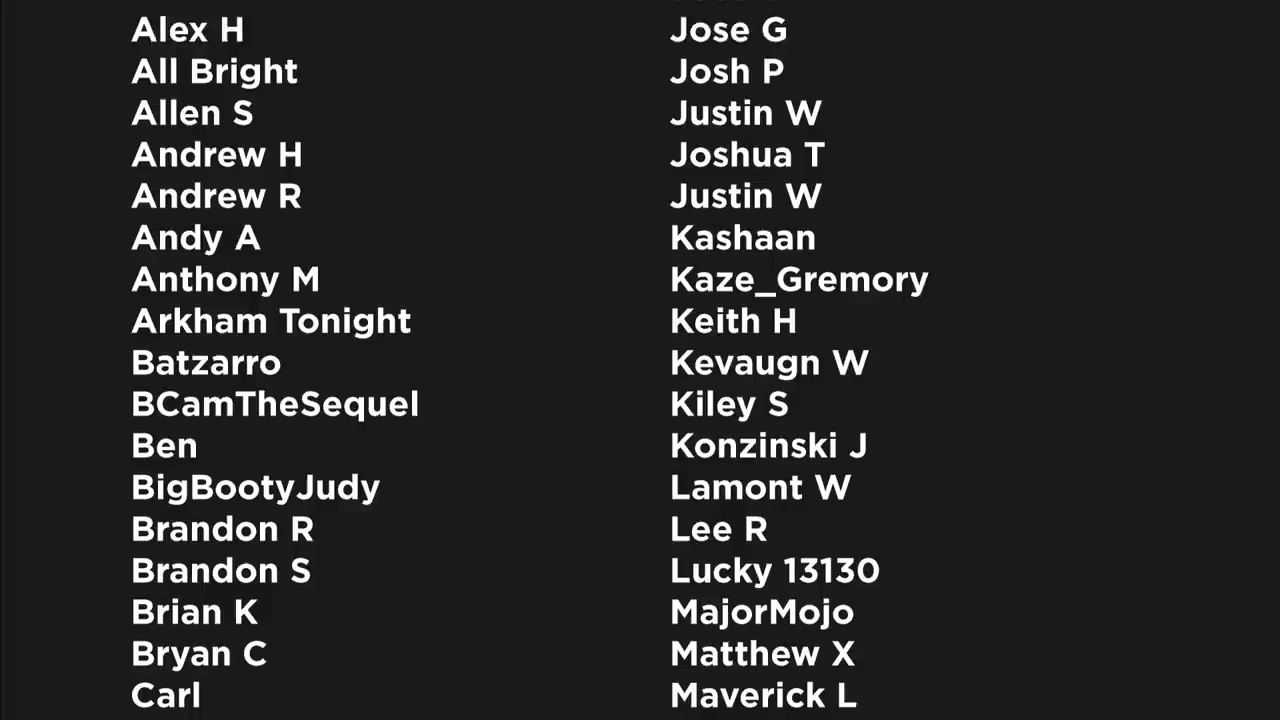 Alex H
All Bright
Allen S
Andrew H
Andrew R
Andy A
Anthony M
Arkham Tonight
Batzarro
BCamTheSequel
Ben
BigBootyJudy
Brandon R
Brandon S
Brian K
Bryan C
Carl
Jose G
Josh P
Justin W
Joshua T
Justin W
Kashaan
Kaze_Gremory
Keith H
Kevaugn W
Kiley S
Konzinski J
Lamont W
Lee R
Lucky 13130
MajorMojo
Matthew X
Maverick L